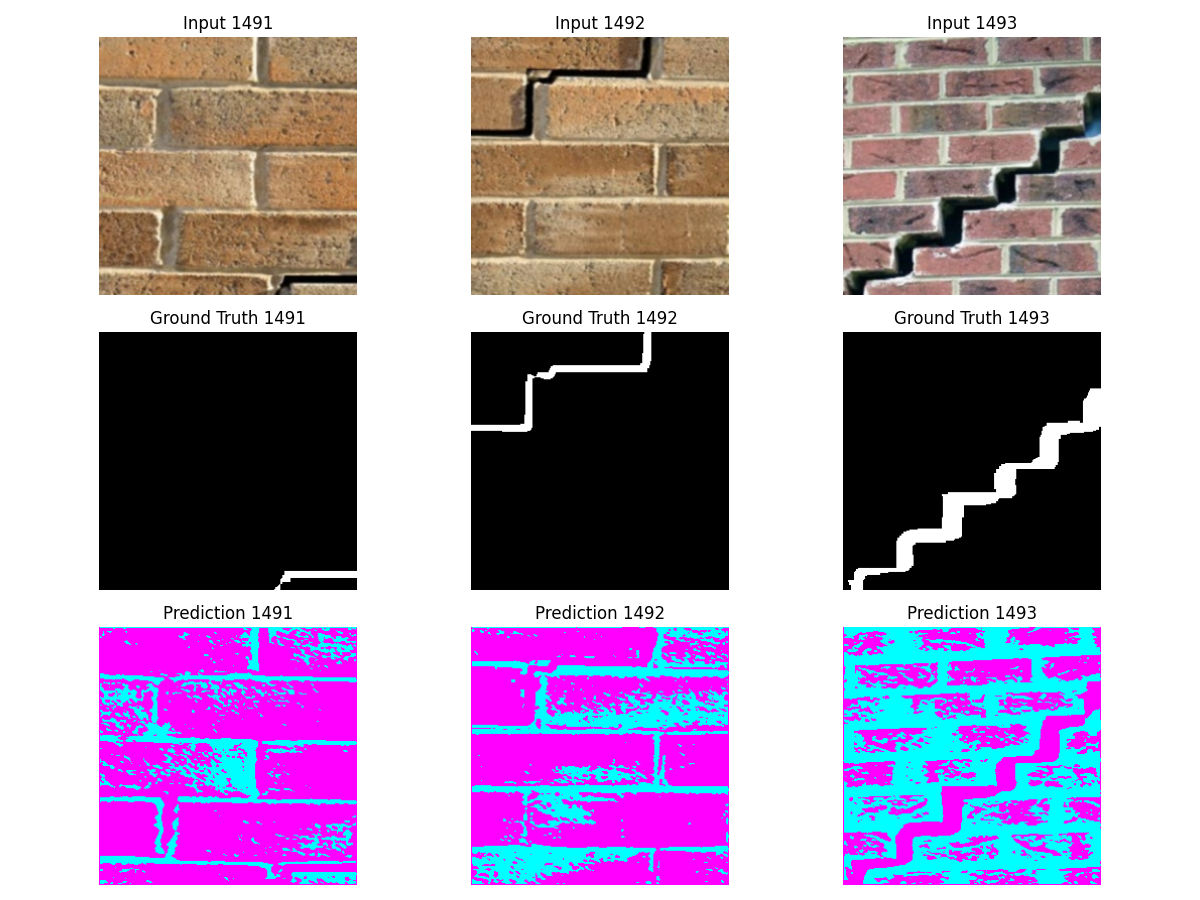 Input 1491
Input 1492
Input 1493
Ground Truth 1491
Ground Truth 1492
Ground Truth 1493
Prediction 1491
Prediction 1492
Prediction 1493